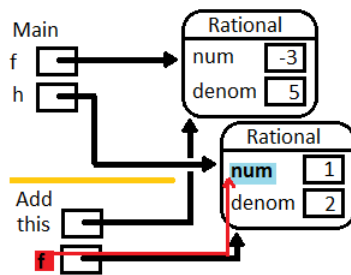 Main
f
h
Rational
num -3
denom 5
Rational
num 1
denom 2
Add
this
f